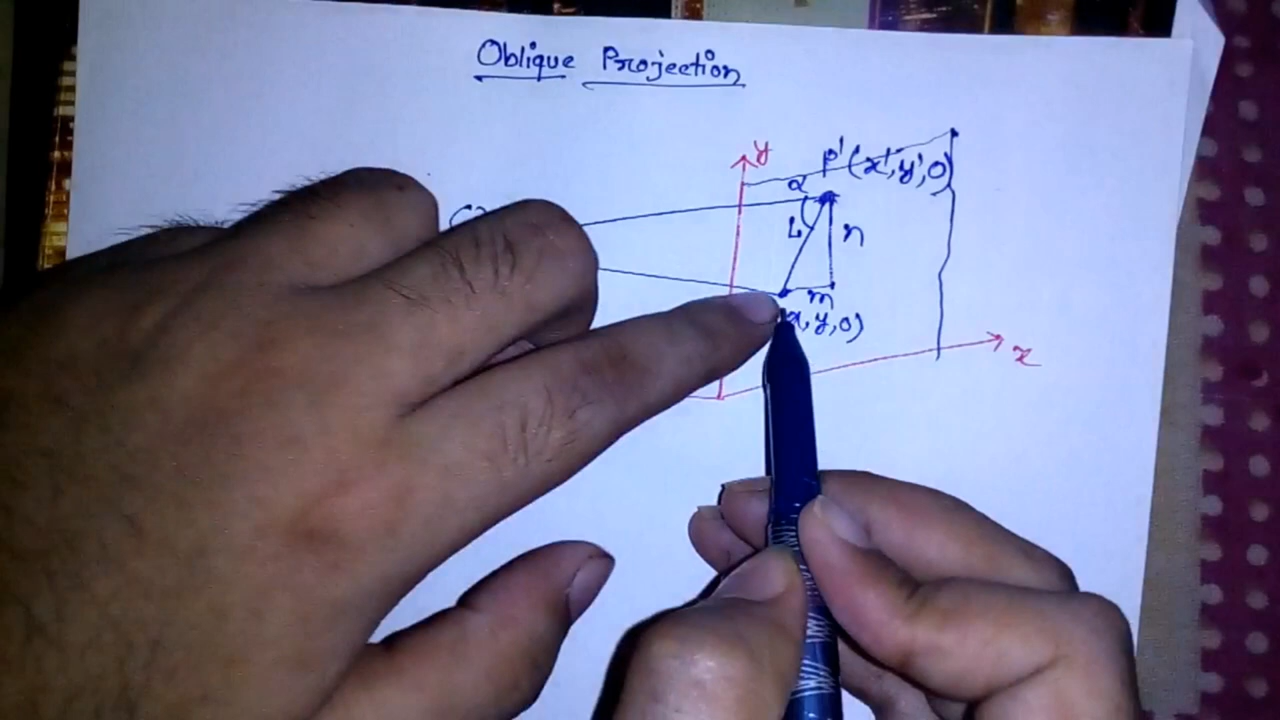 Oblique Projection
y
P'(x',y',0)
α
L
n
m
x,y,0)
x